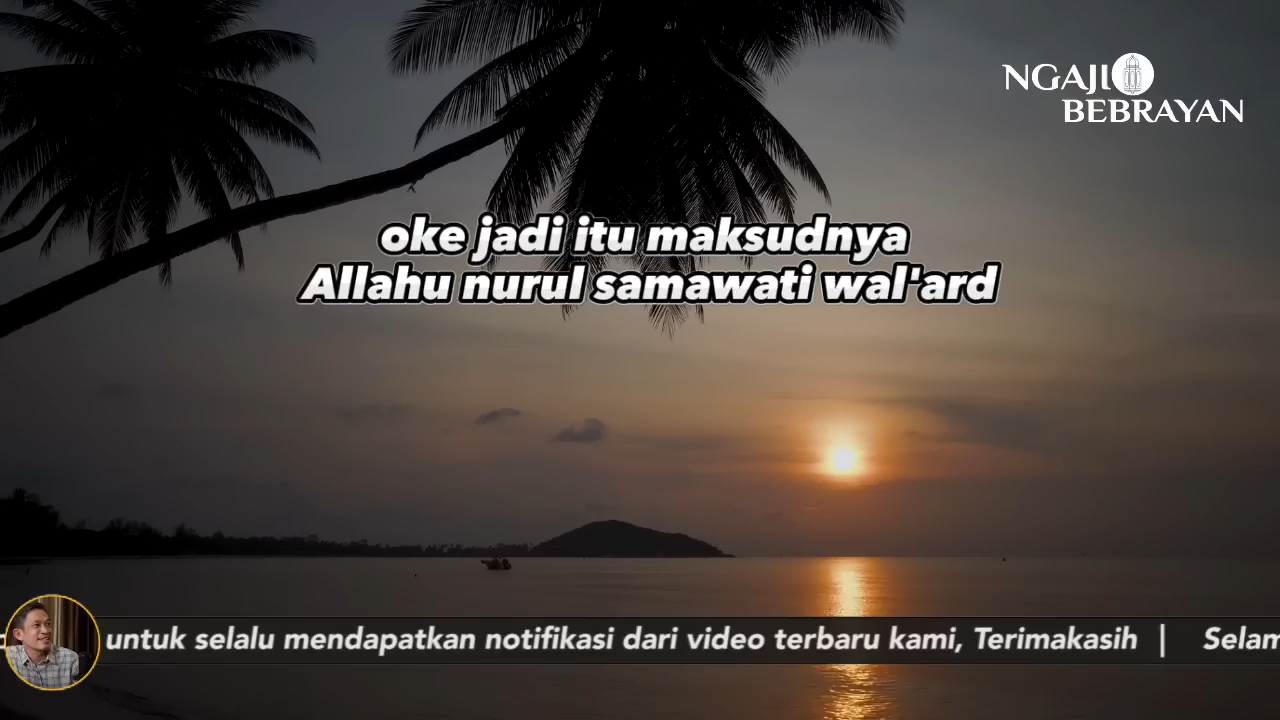 NGAJI
BEBRAYAN
oke jadi itu maksudnya
Allahu nurul samawati wal'ard
untuk selalu mendapatkan notifikasi dari video terbaru kami, Terimakasih | Selam